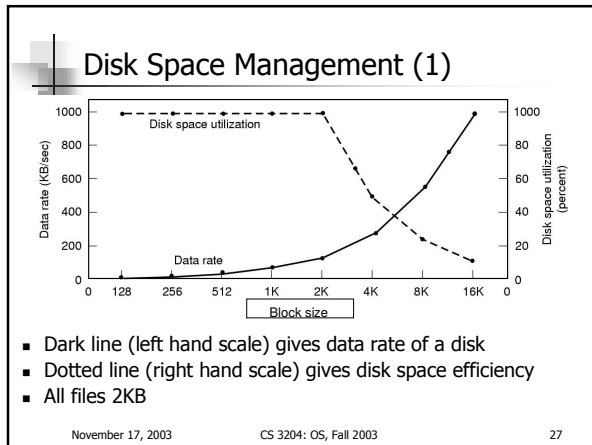 Disk Space Management (1)
1000
800
600
400
200
0
Data rate (KB/sec)
Disk space utilization
Data rate
1000
80
60
40
20
0
Disk space utilization
(percent)
0 128 256 512 1K 2K 4K 8K 16K 0
Block size
Dark line (left hand scale) gives data rate of a disk
Dotted line (right hand scale) gives disk space efficiency
All files 2KB
November 17, 2003 CS 3204: OS, Fall 2003 27